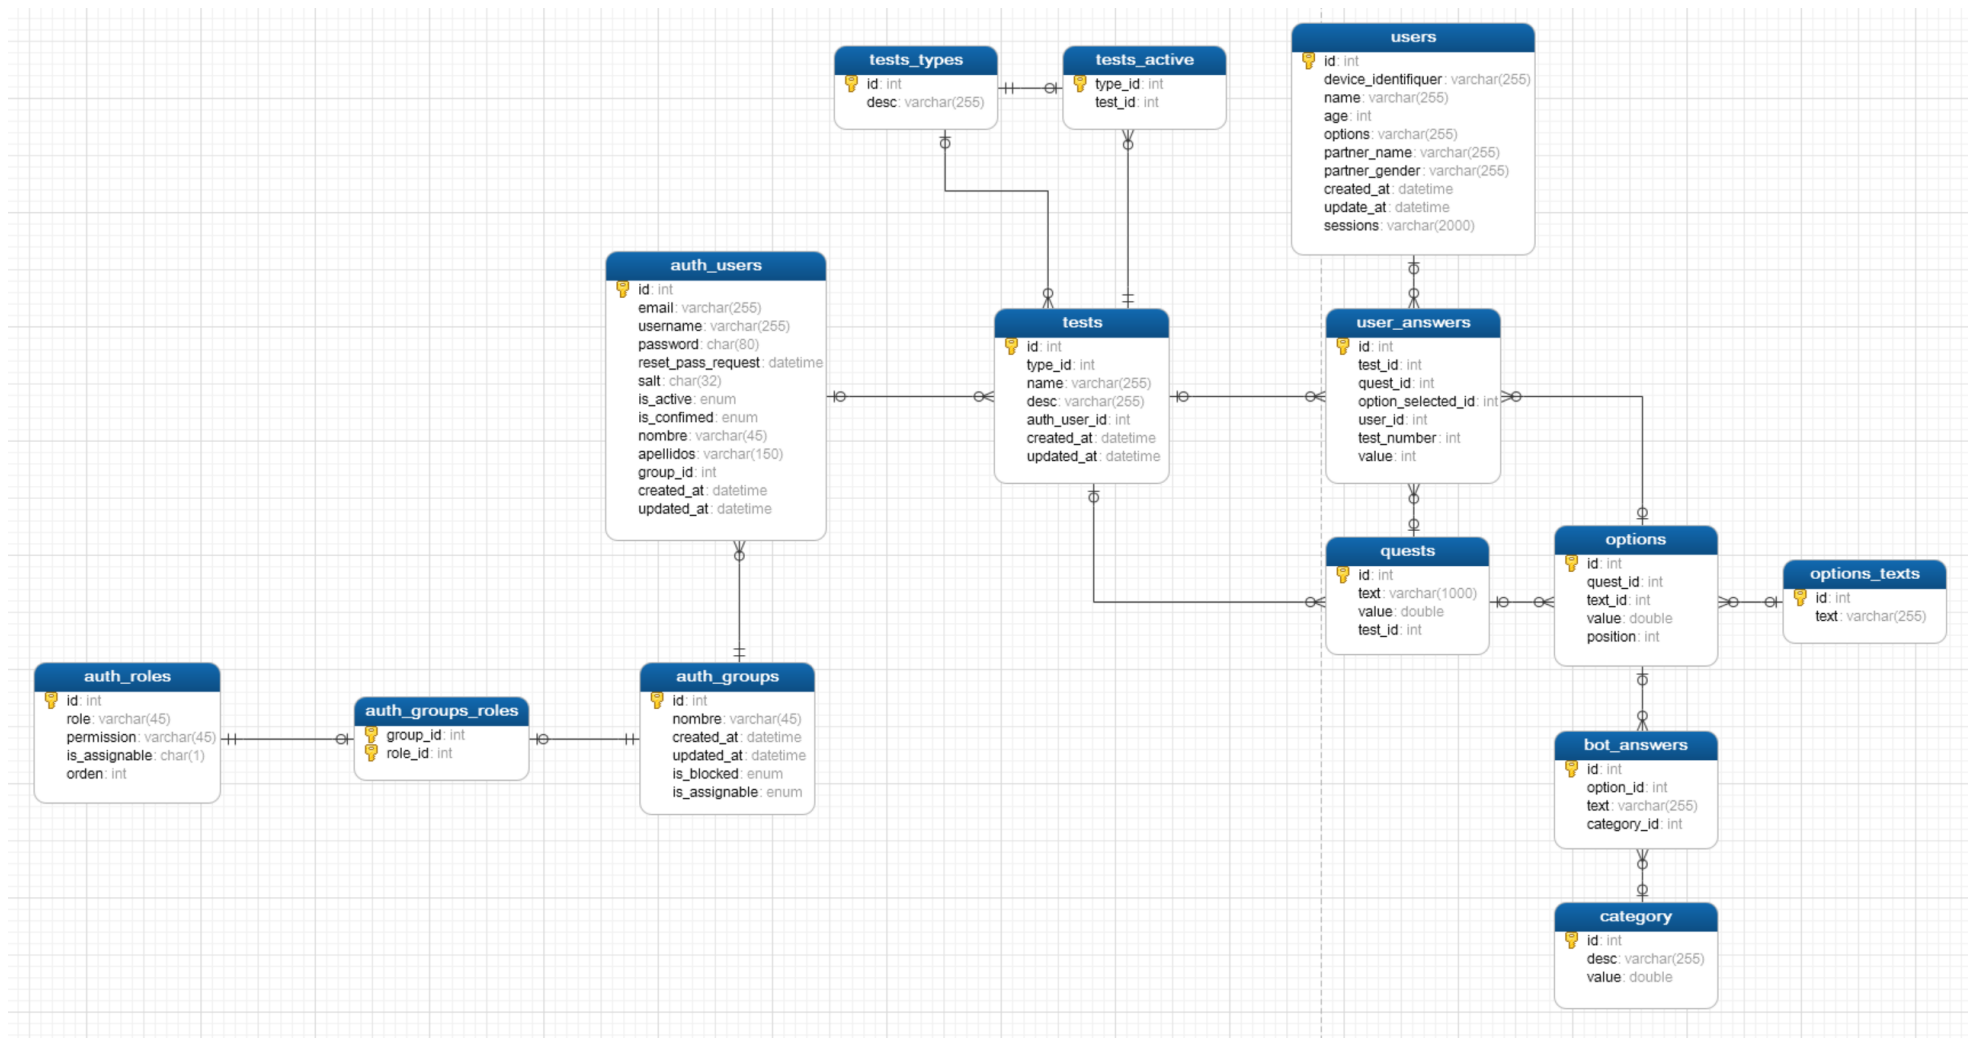 tests_types
id: int
desc: varchar(255)
tests_active
type_id: int
test_id: int
users
id: int
device_identifiquer: varchar(255)
name: varchar(255)
age: int
options: varchar(255)
partner_name: varchar(255)
partner_gender: varchar(255)
created_at: datetime
update_at: datetime
sessions: varchar(2000)
auth_users
id: int
email: varchar(255)
username: varchar(255)
password: char(80)
reset_pass_request: datetime
salt: char(32)
is_active: enum
is_confimed: enum
nombre: varchar(45)
apellidos: varchar(150)
group_id: int
created_at: datetime
updated_at: datetime
tests
id: int
type_id: int
name: varchar(255)
desc: varchar(255)
auth_user_id: int
created_at: datetime
updated_at: datetime
user_answers
id: int
test_id: int
quest_id: int
option_selected_id: int
user_id: int
test_number: int
value: int
quests
id: int
text: varchar(1000)
value: double
test_id: int
options
id: int
quest_id: int
text_id: int
value: double
position: int
options_texts
id: int
text: varchar(255)
auth_roles
id: int
role: varchar(45)
permission: varchar(45)
is_assignable: char(1)
orden: int
auth_groups_roles
group_id: int
role_id: int
auth_groups
id: int
nombre: varchar(45)
created_at: datetime
updated_at: datetime
is_blocked: enum
is_assignable: enum
bot_answers
id: int
option_id: int
text: varchar(255)
category_id: int
category
id: int
desc: varchar(255)
value: double